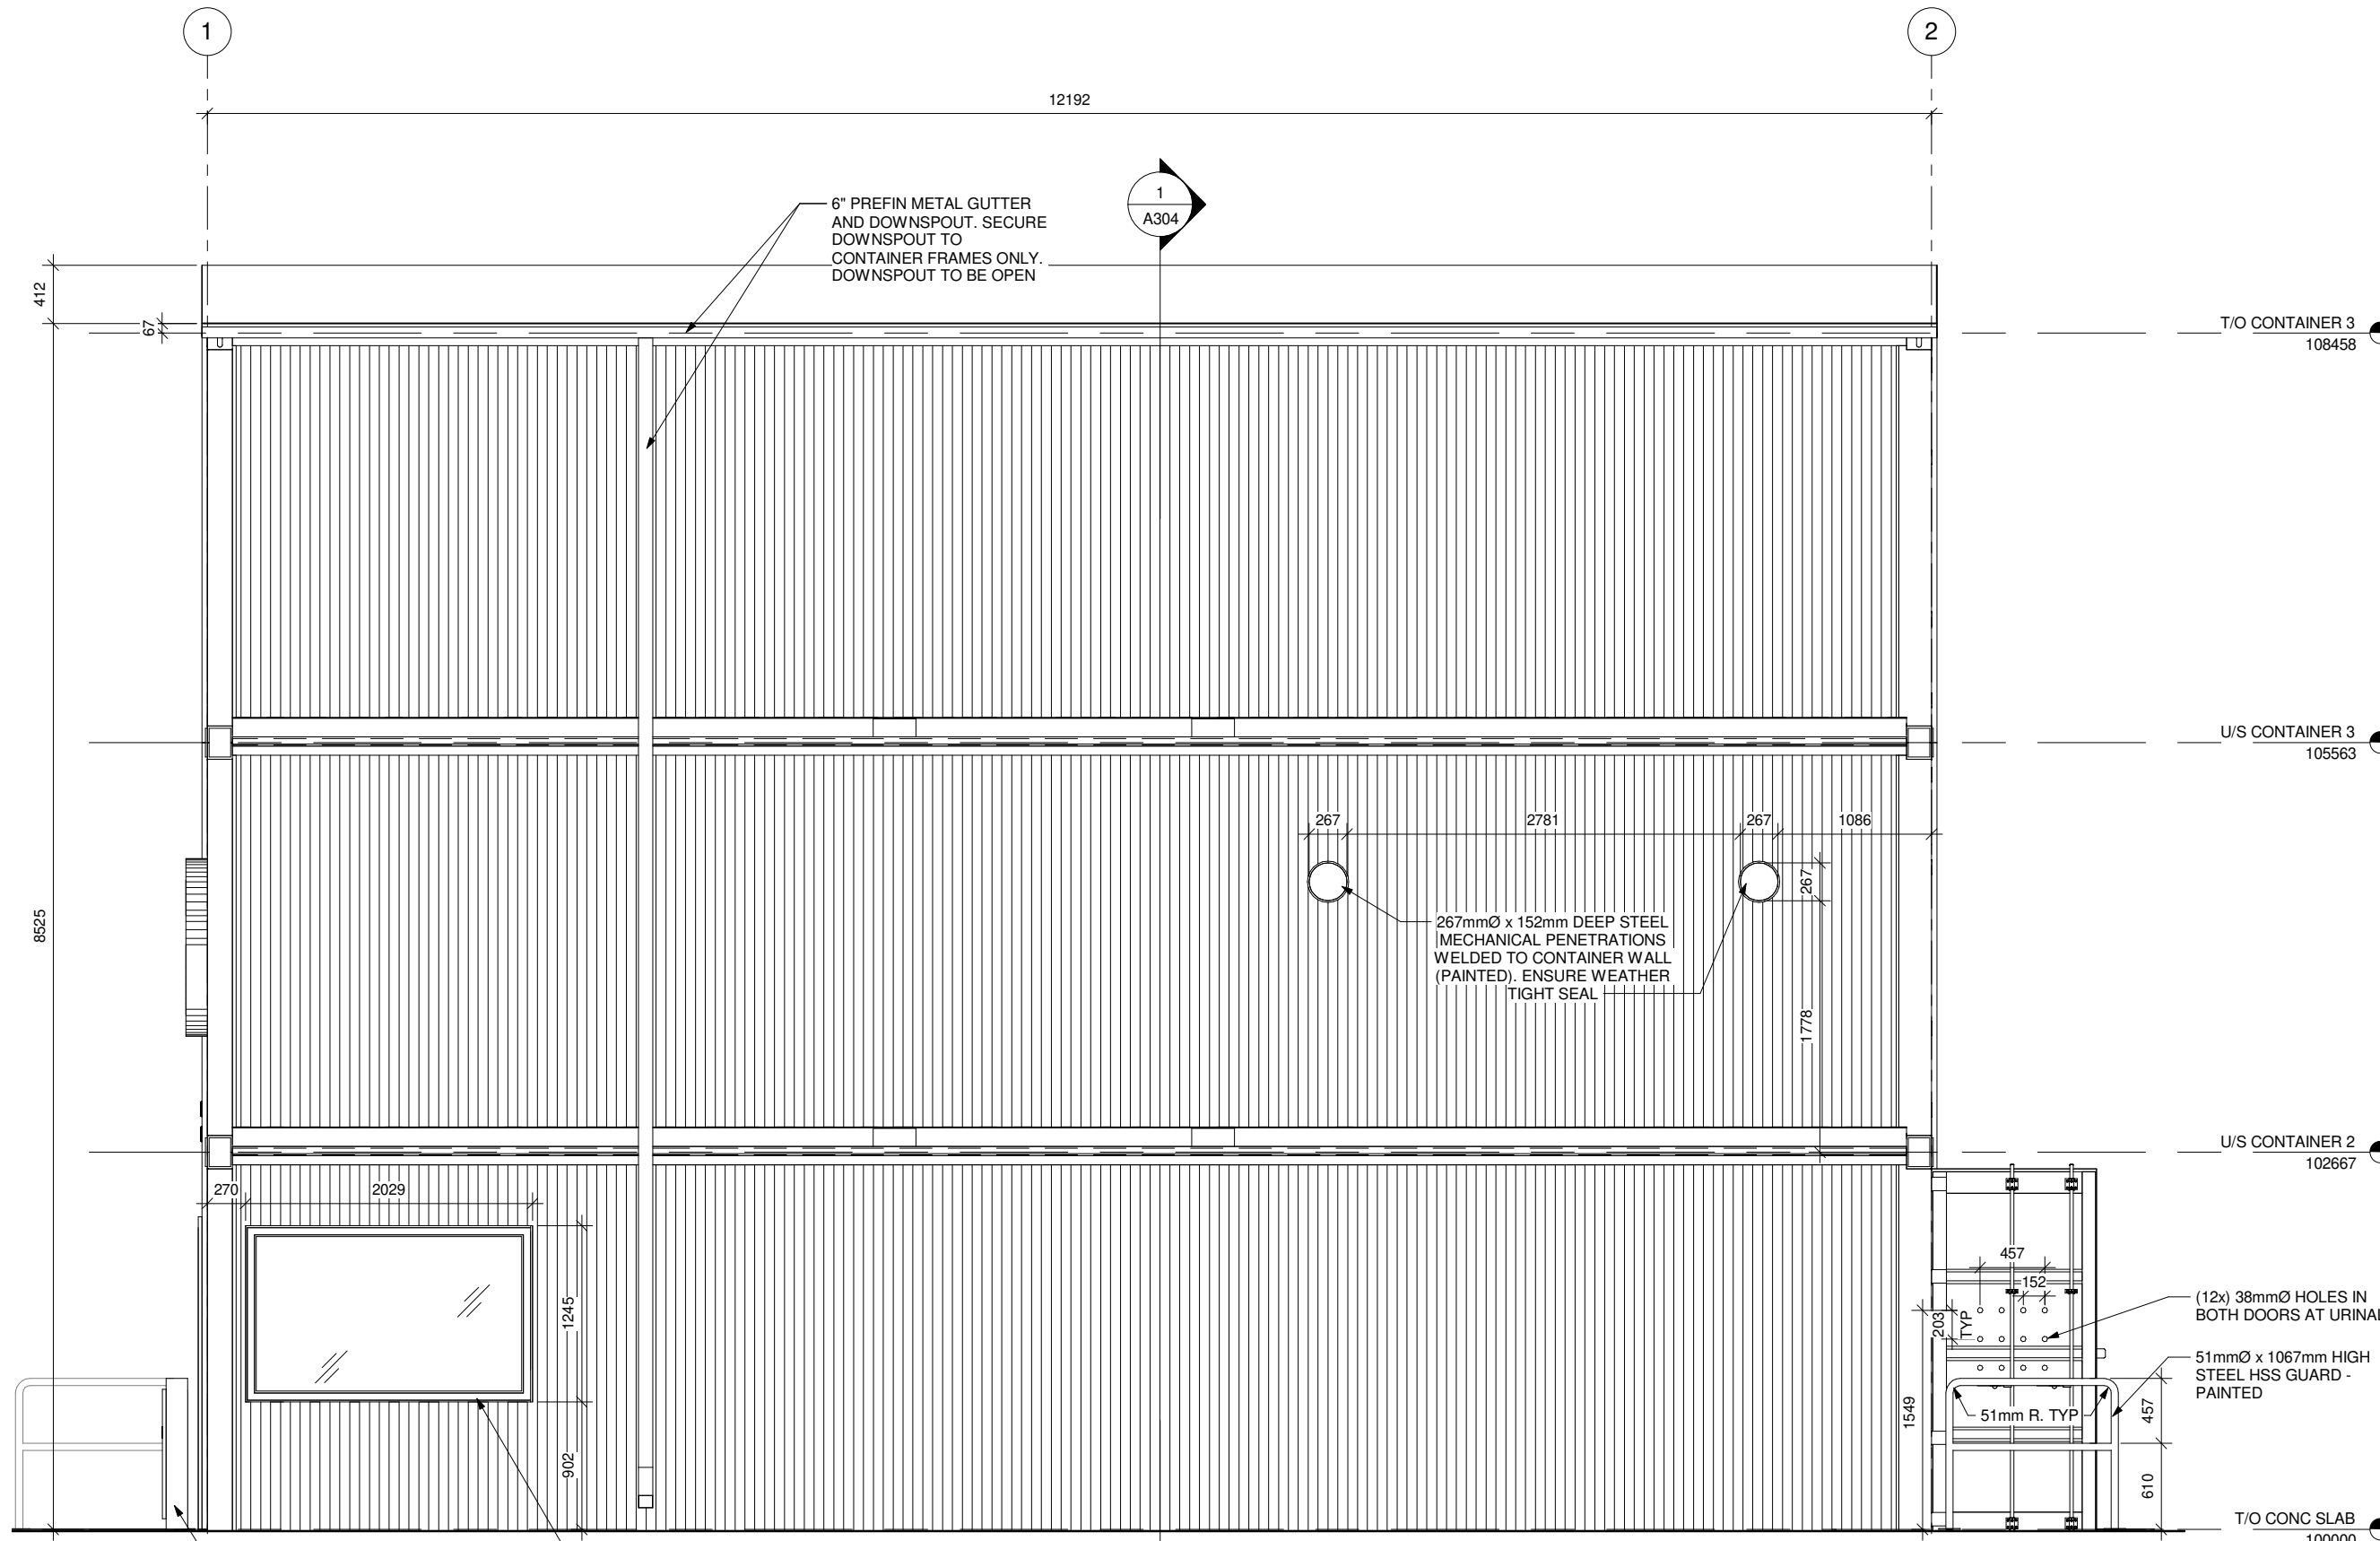 1
2
12192
6" PREFIN METAL GUTTER
AND DOWNSPOUT. SECURE
DOWNSPOUT TO
CONTAINER FRAMES ONLY.
DOWNSPOUT TO BE OPEN
1
A304
412
67
T/O CONTAINER 3
108458
U/S CONTAINER 3
105563
267
2781
267
1086
267
8525
267mmØ x 152mm DEEP STEEL
MECHANICAL PENETRATIONS
WELDED TO CONTAINER WALL
(PAINTED). ENSURE WEATHER
TIGHT SEAL
1778
U/S CONTAINER 2
102667
270
2029
457
152
1245
203
TYP
(12x) 38mmØ HOLES IN
BOTH DOORS AT URINAL
51mmØ x 1067mm HIGH
STEEL HSS GUARD -
PAINTED
1549
51mm R. TYP
457
902
610
T/O CONC SLAB
100000